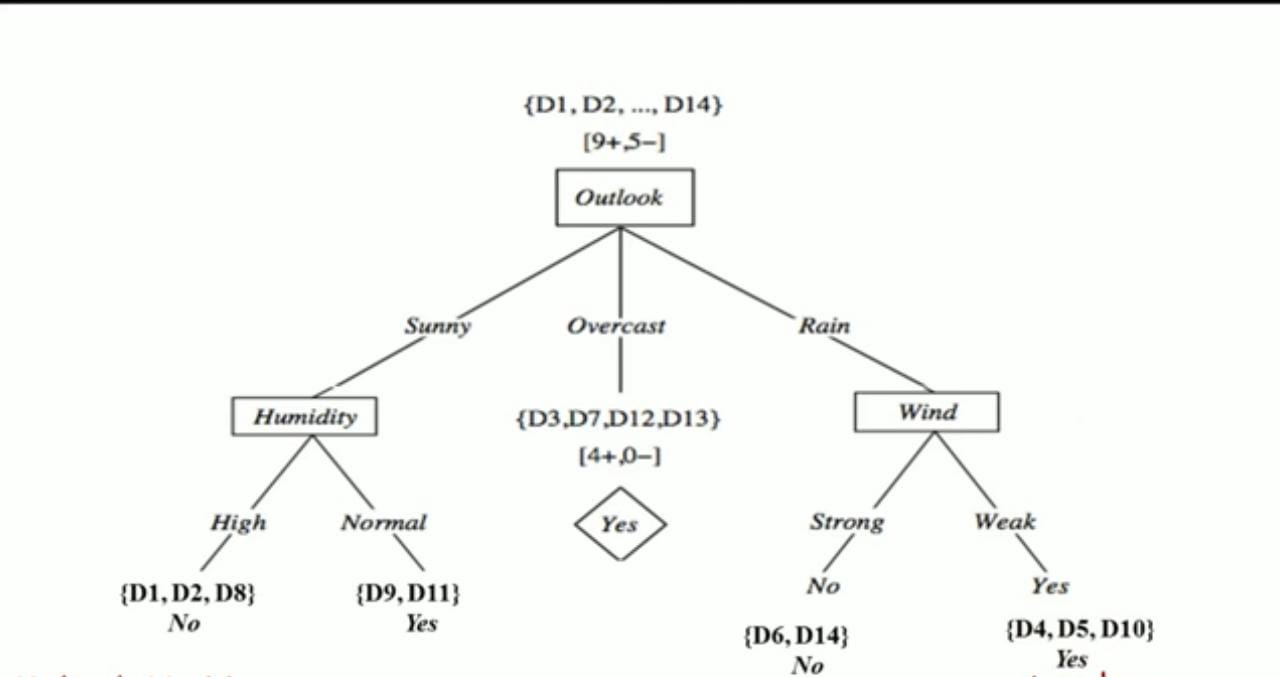 {D1, D2, ..., D14}
[9+,5−]
Outlook
Sunny Overcast Rain
Humidity {D3,D7,D12,D13} Wind
[4+,0−]
High Normal Yes Strong Weak
No Yes
{D1, D2, D8} {D9, D11}
No Yes
{D6, D14} {D4, D5, D10}
No Yes